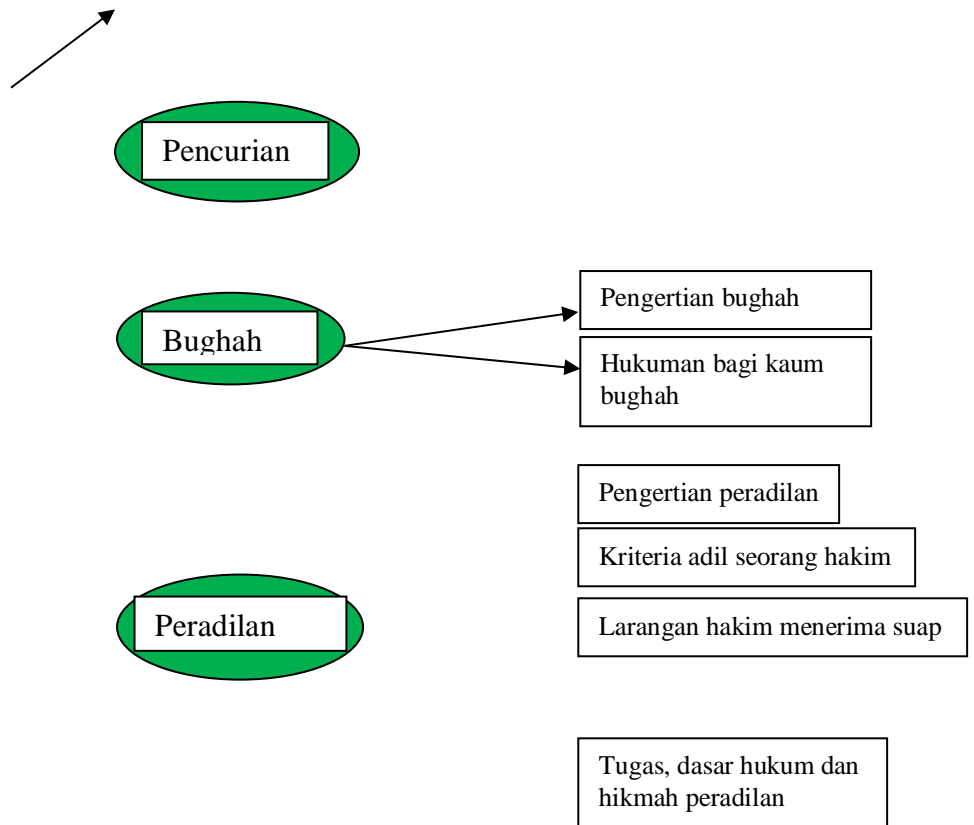 Pencurian
Bughah
Pengertian bughah
Hukuman bagi kaum
bughah
Peradilan
Pengertian peradilan
Kriteria adil seorang hakim
Larangan hakim menerima suap
Tugas, dasar hukum dan
hikmah peradilan